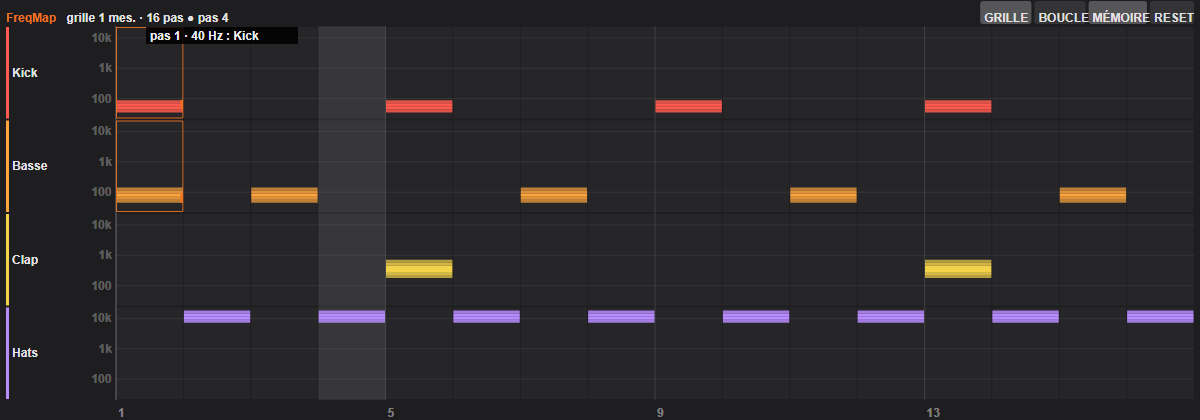 FreqMap grille 1 mes. · 16 pas ● pas 4 GRILLE BOUCLE MÉMOIRE RESET
pas 1 · 40 Hz : Kick
10k
Kick
1k
100
10k
Basse
1k
100
10k
Clap
1k
100
10k
Hats
1k
100
1 5 9 13